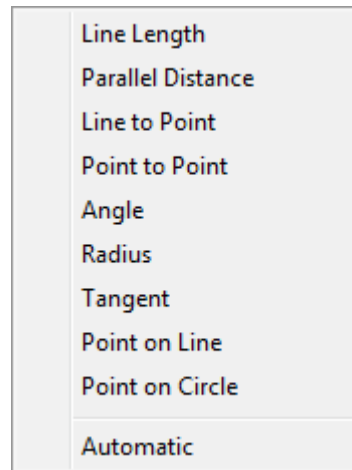 Line Length
Parallel Distance
Line to Point
Point to Point
Angle
Radius
Tangent
Point on Line
Point on Circle
Automatic